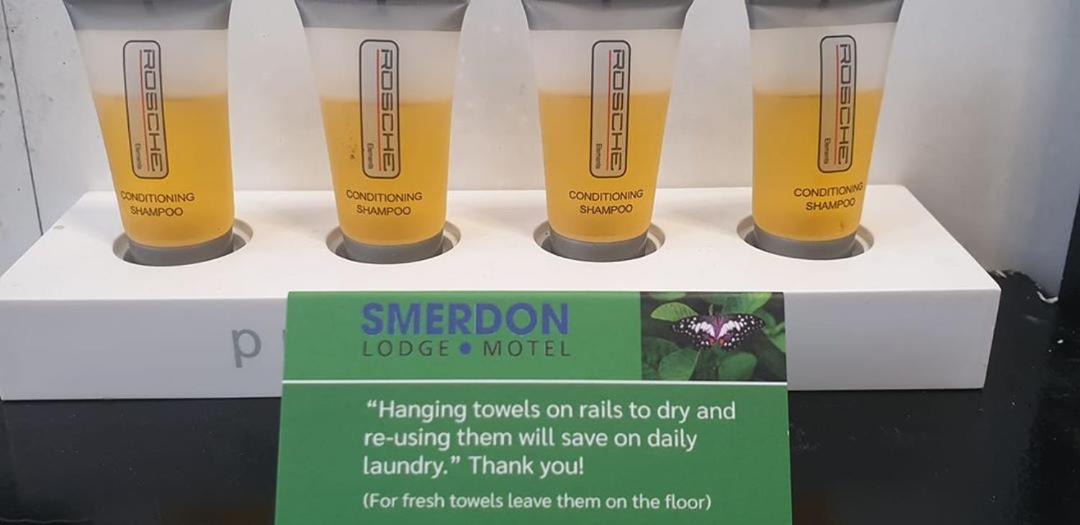 ROSCHE
Elements
CONDITIONING
SHAMPOO
ROSCHE
Elements
CONDITIONING
SHAMPOO
ROSCHE
Elements
CONDITIONING
SHAMPOO
ROSCHE
Elements
CONDITIONING
SHAMPOO
p
SMERDON
LODGE • MOTEL
“Hanging towels on rails to dry and
re-using them will save on daily
laundry.” Thank you!
(For fresh towels leave them on the floor)